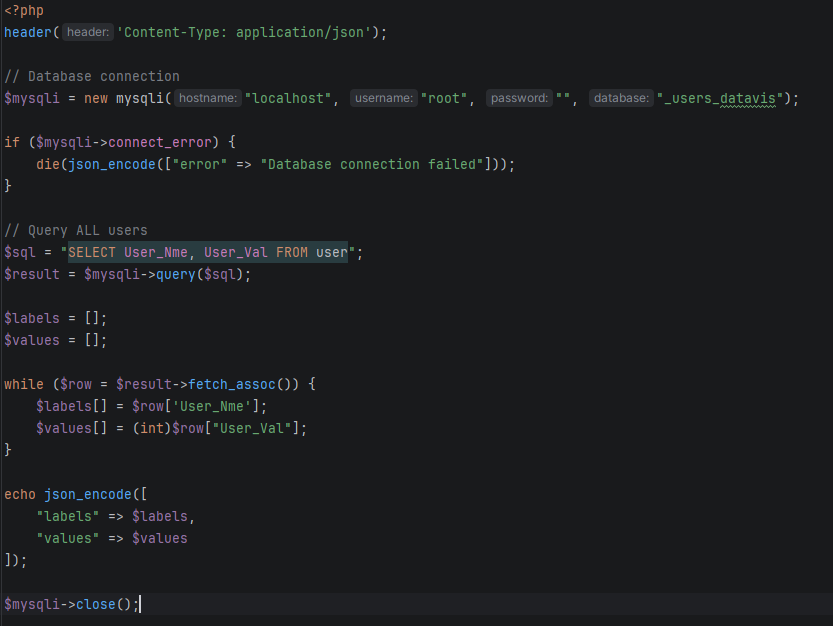 <?php
header( header: 'Content-Type: application/json');
// Database connection
$mysqli = new mysqli( hostname: "localhost", username: "root", password: "", database: "_users_datavis");
if ($mysqli->connect_error) {
    die(json_encode(["error" => "Database connection failed"]));
}
// Query ALL users
$sql = "SELECT User_Nme, User_Val FROM user";
$result = $mysqli->query($sql);
$labels = [];
$values = [];
while ($row = $result->fetch_assoc()) {
    $labels[] = $row['User_Nme'];
    $values[] = (int)$row["User_Val"];
}
echo json_encode([
    "labels" => $labels,
    "values" => $values
]);
$mysqli->close();